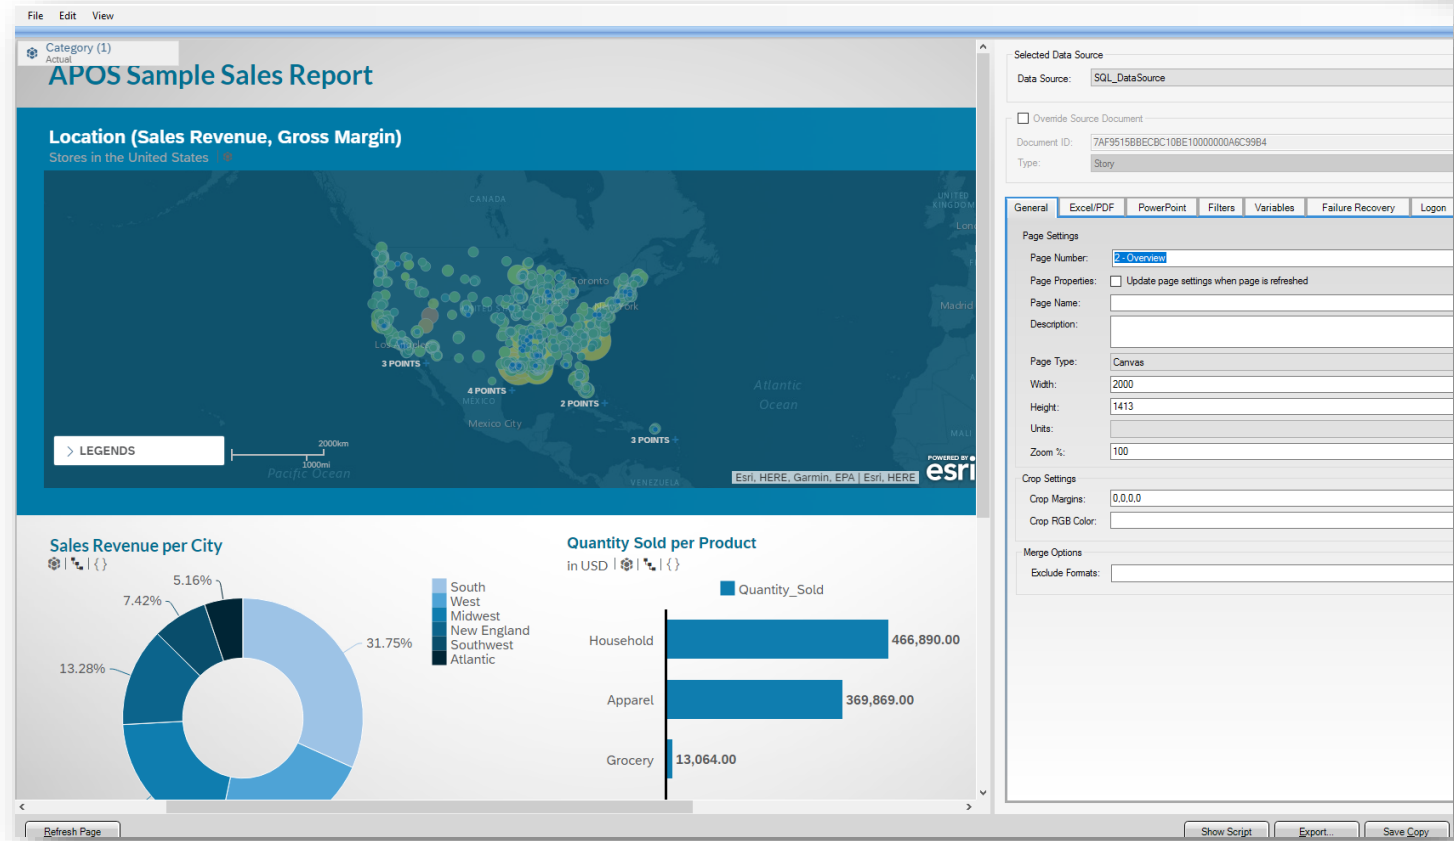 File Edit View
Category (1)
Actual
APOS Sample Sales Report
Location (Sales Revenue, Gross Margin)
Stores in the United States
CANADA
UNITED
KINGDOM
Toronto
Madrid
Los Angeles
3 POINTS +
4 POINTS +
MEXICO
2 POINTS +
Mexico City
3 POINTS +
Atlantic
Ocean
MALI
> LEGENDS
2000km
1000mi
Pacific Ocean
VENEZUELA
Esri, HERE, Garmin, EPA | Esri, HERE
POWERED BY
esri
Sales Revenue per City
5.16%
7.42%
13.28%
31.75%
South
West
Midwest
New England
Southwest
Atlantic
Quantity Sold per Product
in USD
Quantity_Sold
Household 466,890.00
Apparel 369,869.00
Grocery 13,064.00
Refresh Page
Selected Data Source
Data Source: SQL_DataSource
Override Source Document
Document ID: 7AF9515BBECBC10BE10000000A6C99B4
Type: Story
General Excel/PDF PowerPoint Filters Variables Failure Recovery Logon
Page Settings
Page Number: 2 - Overview
Page Properties: Update page settings when page is refreshed
Page Name:
Description:
Page Type: Canvas
Width: 2000
Height: 1413
Units:
Zoom %: 100
Crop Settings
Crop Margins: 0,0,0,0
Crop RGB Color:
Merge Options
Exclude Formats:
Show Script Export... Save Copy